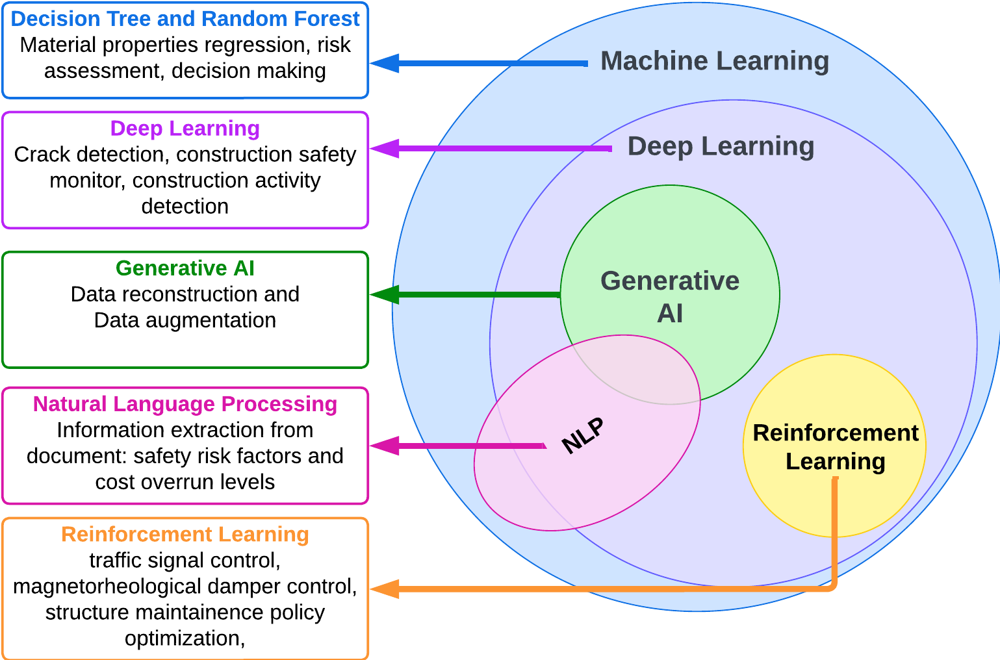 Decision Tree and Random Forest
Material properties regression, risk
assessment, decision making
Deep Learning
Crack detection, construction safety
monitor, construction activity
detection
Generative AI
Data reconstruction and
Data augmentation
Natural Language Processing
Information extraction from
document: safety risk factors and
cost overrun levels
Reinforcement Learning
traffic signal control,
magnetorheological damper control,
structure maintainence policy
optimization,
Machine Learning
Deep Learning
Generative
AI
NLP
Reinforcement
Learning